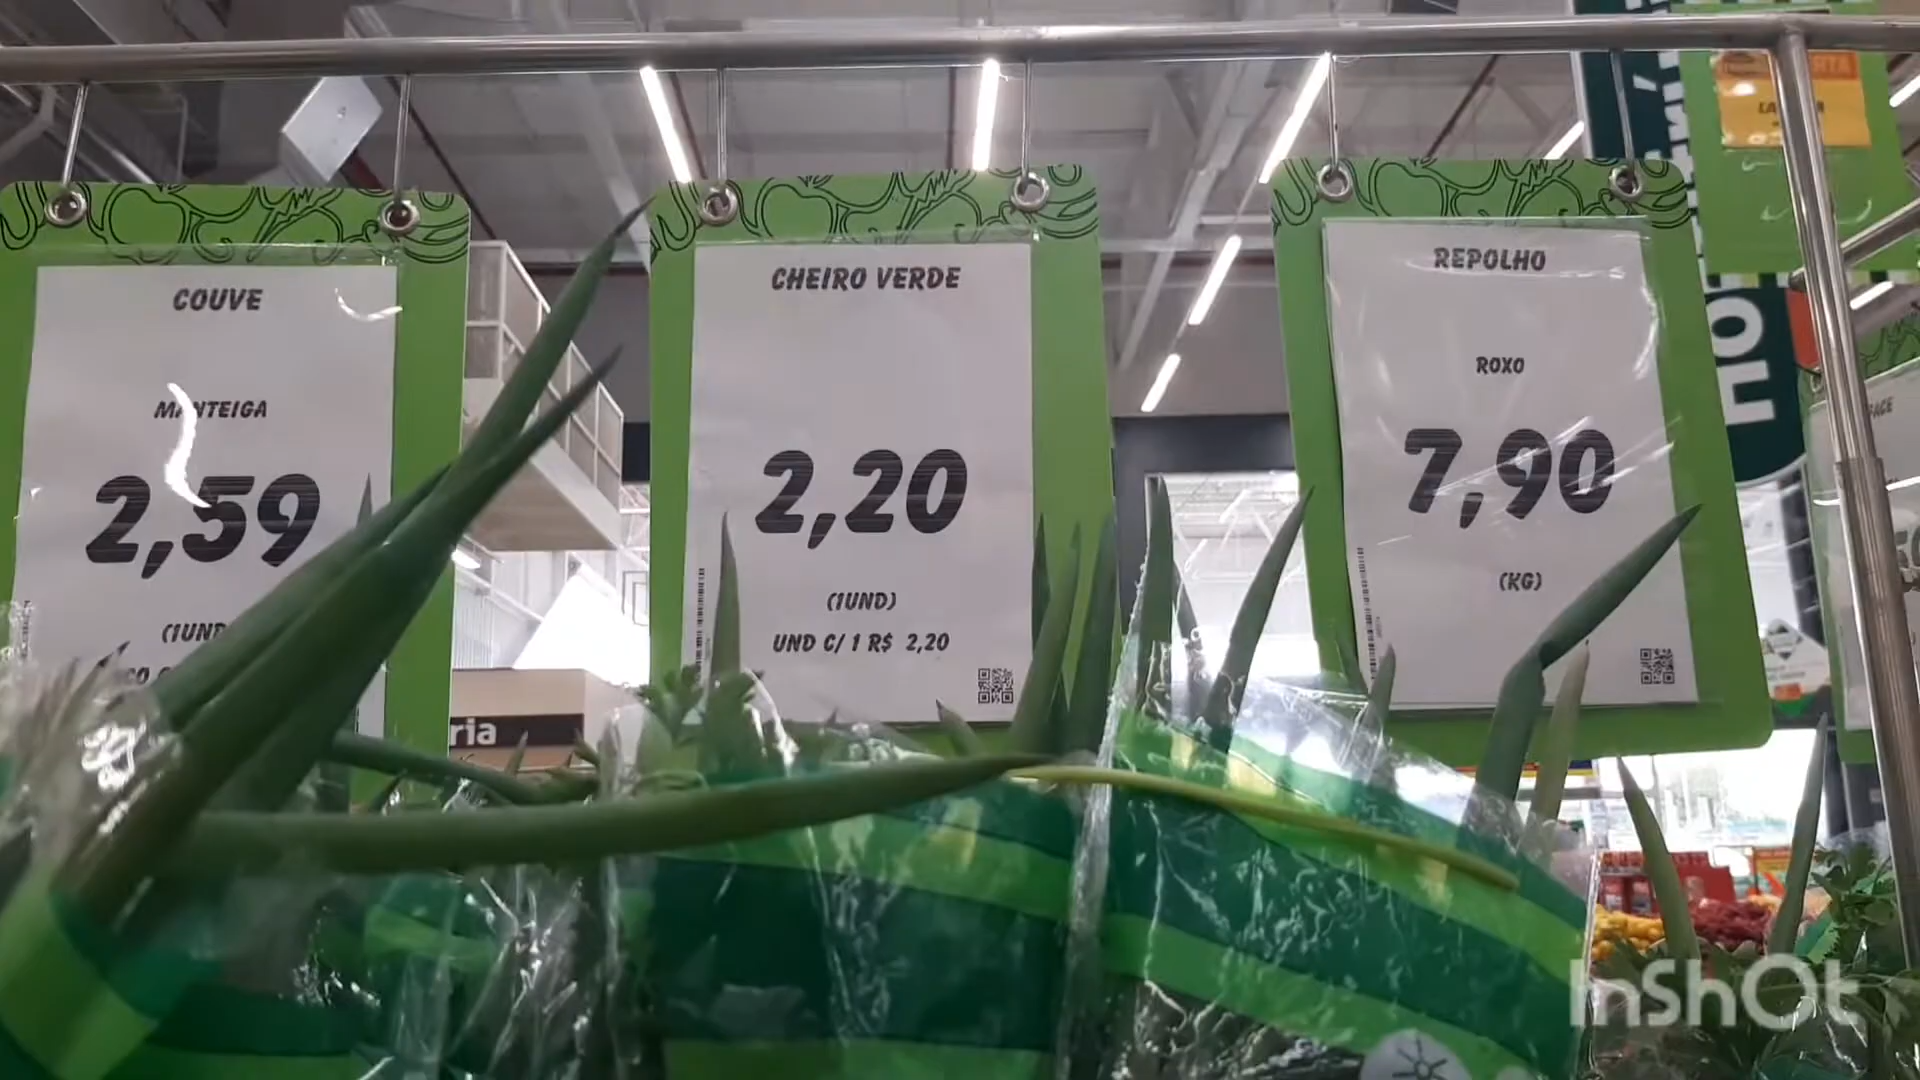 COUVE
MANTEIGA
2,59
(1UND
CHEIRO VERDE
2,20
(1UND)
UND C/ 1 R$ 2,20
REPOLHO
ROXO
7,90
(KG)
ria
InShOt